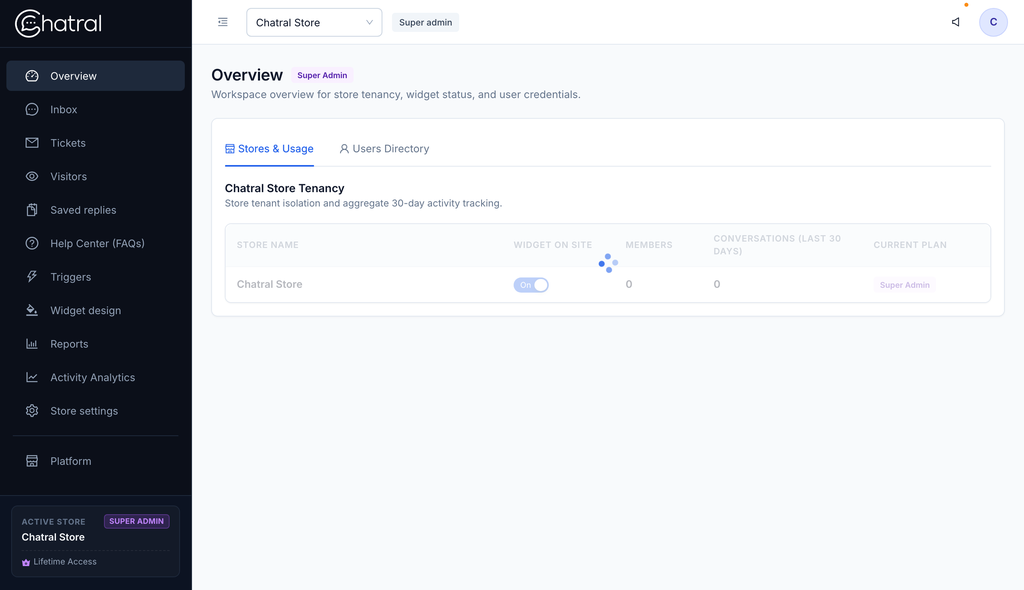 Chatral
Chatral Store
Super admin
C
Overview
Inbox
Tickets
Visitors
Saved replies
Help Center (FAQs)
Triggers
Widget design
Reports
Activity Analytics
Store settings
Platform
ACTIVE STORE
SUPER ADMIN
Chatral Store
Lifetime Access
Overview
Super Admin
Workspace overview for store tenancy, widget status, and user credentials.
Stores & Usage
Users Directory
Chatral Store Tenancy
Store tenant isolation and aggregate 30-day activity tracking.
STORE NAME
WIDGET ON SITE
MEMBERS
CONVERSATIONS (LAST 30
DAYS)
CURRENT PLAN
Chatral Store
On
0
0
Super Admin